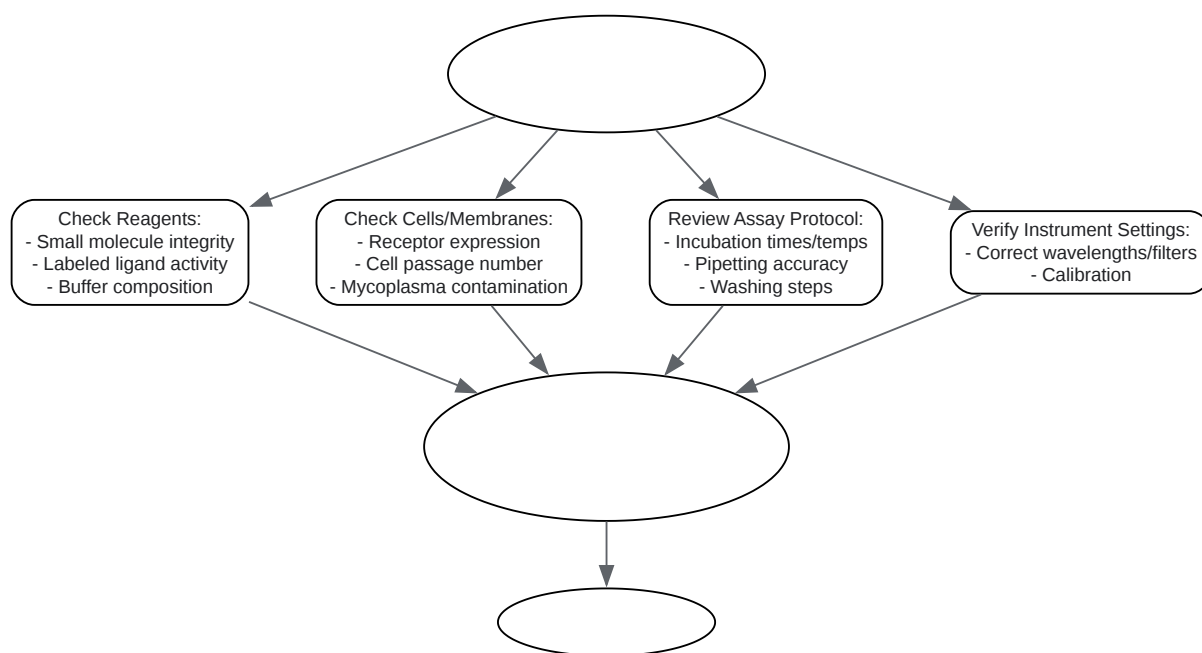 Check Reagents:
- Small molecule integrity
- Labeled ligand activity
- Buffer composition
Check Cells/Membranes:
- Receptor expression
- Cell passage number
- Mycoplasma contamination
Review Assay Protocol:
- Incubation times/temps
- Pipetting accuracy
- Washing steps
Verify Instrument Settings:
- Correct wavelengths/filters
- Calibration